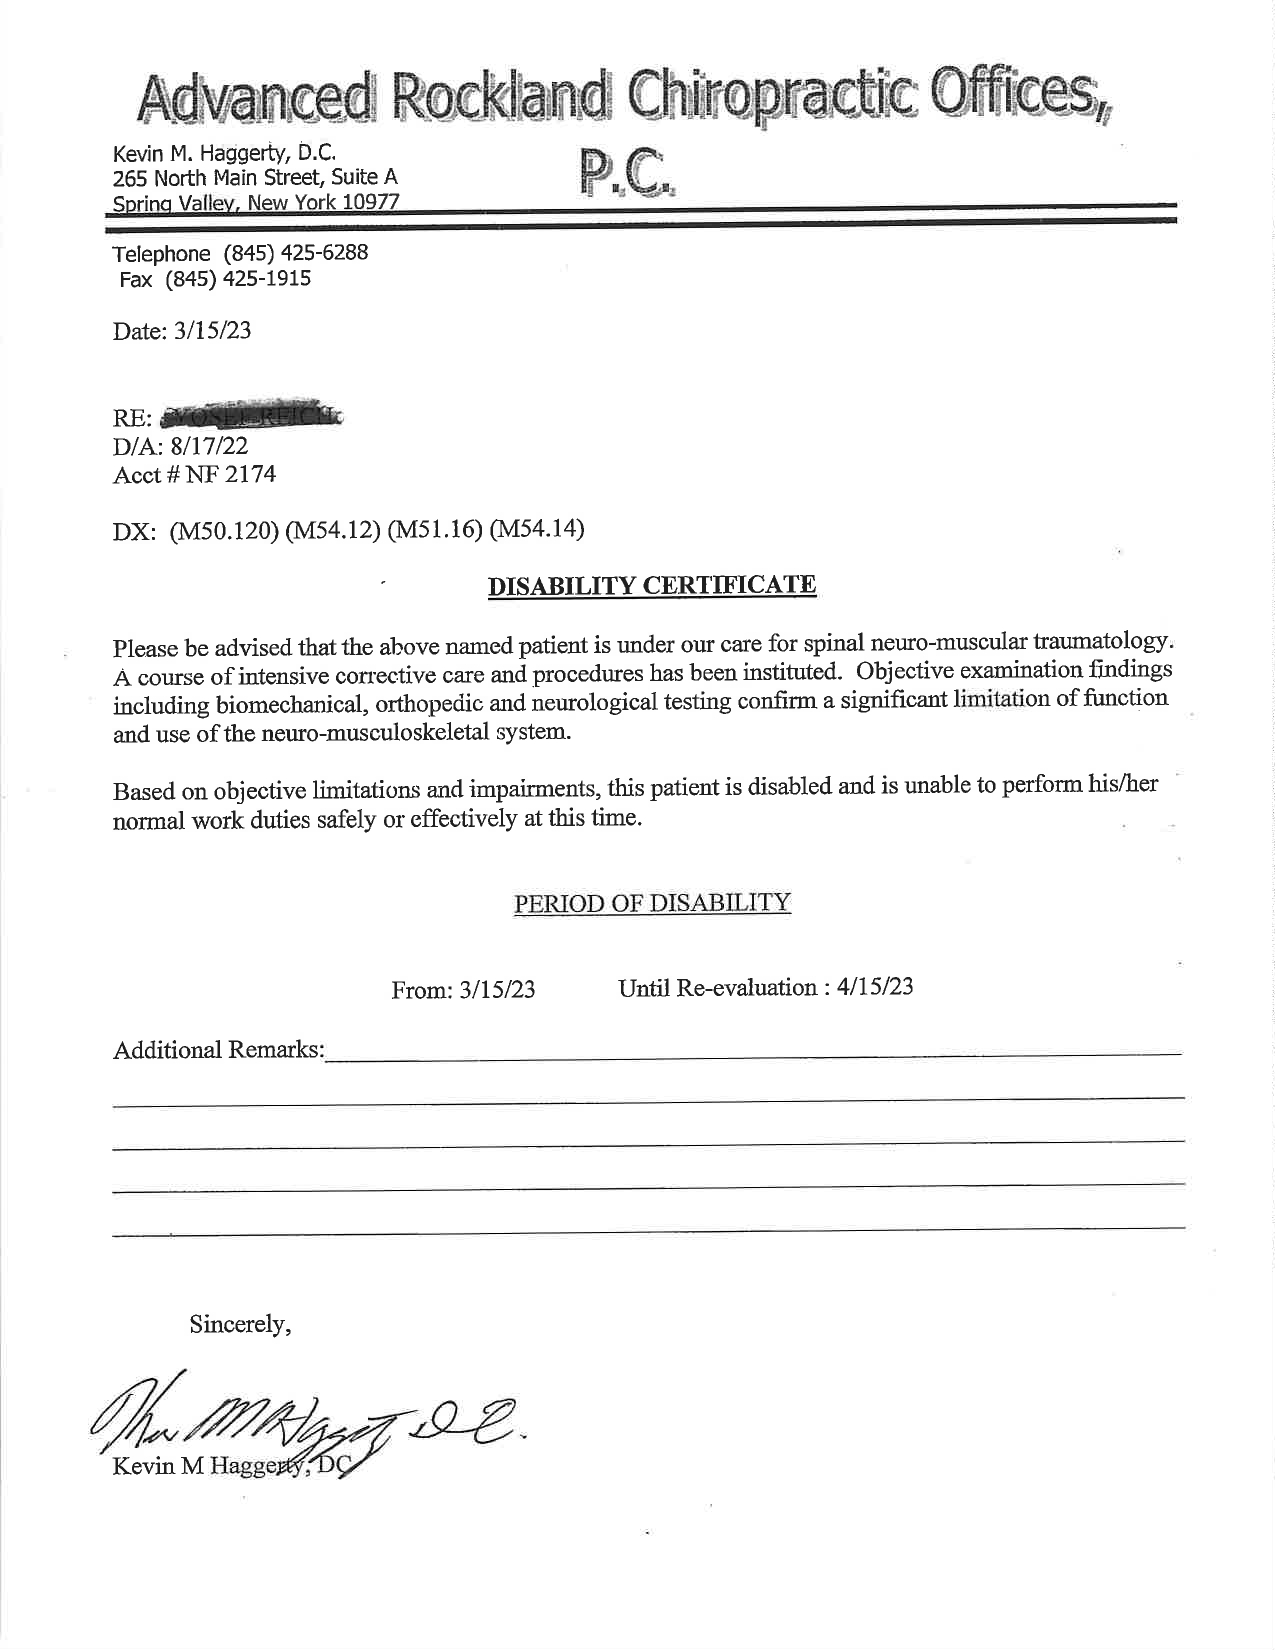 Advanced Rockland Chiropractic Offices,
P.C.
Kevin M. Haggerty, D.C.
265 North Main Street, Suite A
Spring Valley, New York 10977
Telephone (845) 425-6288
Fax (845) 425-1915
Date: 3/15/23
RE:
D/A: 8/17/22
Acct # NF 2174
DX: (M50.120) (M54.12) (M51.16) (M54.14)
DISABILITY CERTIFICATE
Please be advised that the above named patient is under our care for spinal neuro-muscular traumatology.
A course of intensive corrective care and procedures has been instituted. Objective examination findings
including biomechanical, orthopedic and neurological testing confirm a significant limitation of function
and use of the neuro-musculoskeletal system.
Based on objective limitations and impairments, this patient is disabled and is unable to perform his/her
normal work duties safely or effectively at this time.
PERIOD OF DISABILITY
From: 3/15/23 Until Re-evaluation : 4/15/23
Additional Remarks:
Sincerely,
Kevin M Haggerty, DC